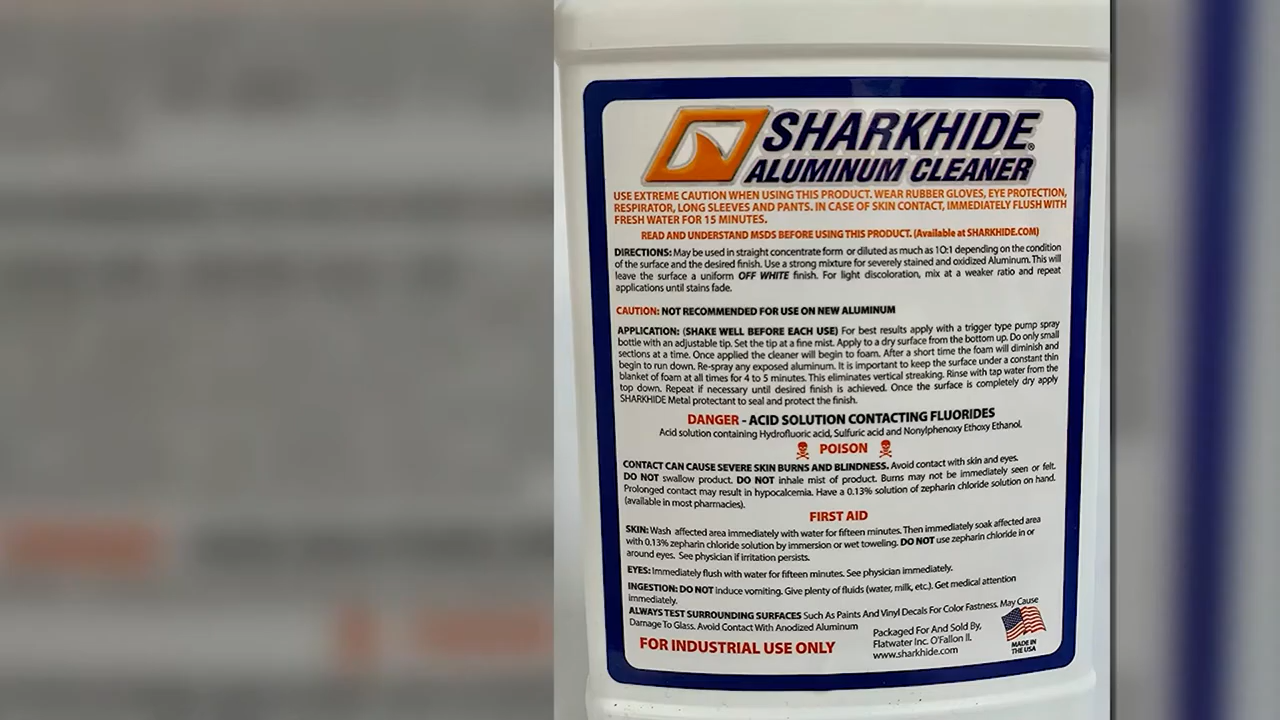 SHARKHIDE®
ALUMINUM CLEANER
USE EXTREME CAUTION WHEN USING THIS PRODUCT. WEAR RUBBER GLOVES, EYE PROTECTION,
RESPIRATOR, LONG SLEEVES AND PANTS. IN CASE OF SKIN CONTACT, IMMEDIATELY FLUSH WITH
FRESH WATER FOR 15 MINUTES.
READ AND UNDERSTAND MSDS BEFORE USING THIS PRODUCT. (Available at SHARKHIDE.COM)
DIRECTIONS: May be used in straight concentrate form or diluted as much as 10:1 depending on the condition
of the surface and the desired finish. Use a strong mixture for severely stained and oxidized Aluminum. This will
leave the surface a uniform OFF WHITE finish. For light discoloration, mix at a weaker ratio and repeat
applications until stains fade.
CAUTION: NOT RECOMMENDED FOR USE ON NEW ALUMINUM
APPLICATION: (SHAKE WELL BEFORE EACH USE) For best results apply with a trigger type pump spray
bottle with an adjustable tip. Set the tip at a fine mist. Apply to a dry surface from the bottom up. Do only small
sections at a time. Once applied the cleaner will begin to foam. After a short time the foam will diminish and
begin to run down. Re-spray any exposed aluminum. It is important to keep the surface under a constant thin
blanket of foam at all times for 4 to 5 minutes. This eliminates vertical streaking. Rinse with tap water from the
top down. Repeat if necessary until desired finish is achieved. Once the surface is completely dry apply
SHARKHIDE Metal protectant to seal and protect the finish.
DANGER - ACID SOLUTION CONTACTING FLUORIDES
Acid solution containing Hydrofluoric acid, Sulfuric acid and Nonylphenoxy Ethoxy Ethanol.
POISON
CONTACT CAN CAUSE SEVERE SKIN BURNS AND BLINDNESS. Avoid contact with skin and eyes.
DO NOT swallow product. DO NOT inhale mist of product. Burns may not be immediately seen or felt.
Prolonged contact may result in hypocalcemia. Have a 0.13% solution of zepharin chloride solution on hand.
(available in most pharmacies).
FIRST AID
SKIN: Wash affected area immediately with water for fifteen minutes. Then immediately soak affected area
with 0.13% zepharin chloride solution by immersion or wet toweling. DO NOT use zepharin chloride in or
around eyes. See physician if irritation persists.
EYES: Immediately flush with water for fifteen minutes. See physician immediately.
INGESTION: DO NOT induce vomiting. Give plenty of fluids (water, milk, etc.). Get medical attention
immediately.
ALWAYS TEST SURROUNDING SURFACES Such As Paints And Vinyl Decals For Color Fastness. May Cause
Damage To Glass. Avoid Contact With Anodized Aluminum
FOR INDUSTRIAL USE ONLY
Packaged For And Sold By,
Flatwater Inc. O'Fallon IL
www.sharkhide.com
MADE IN
THE USA